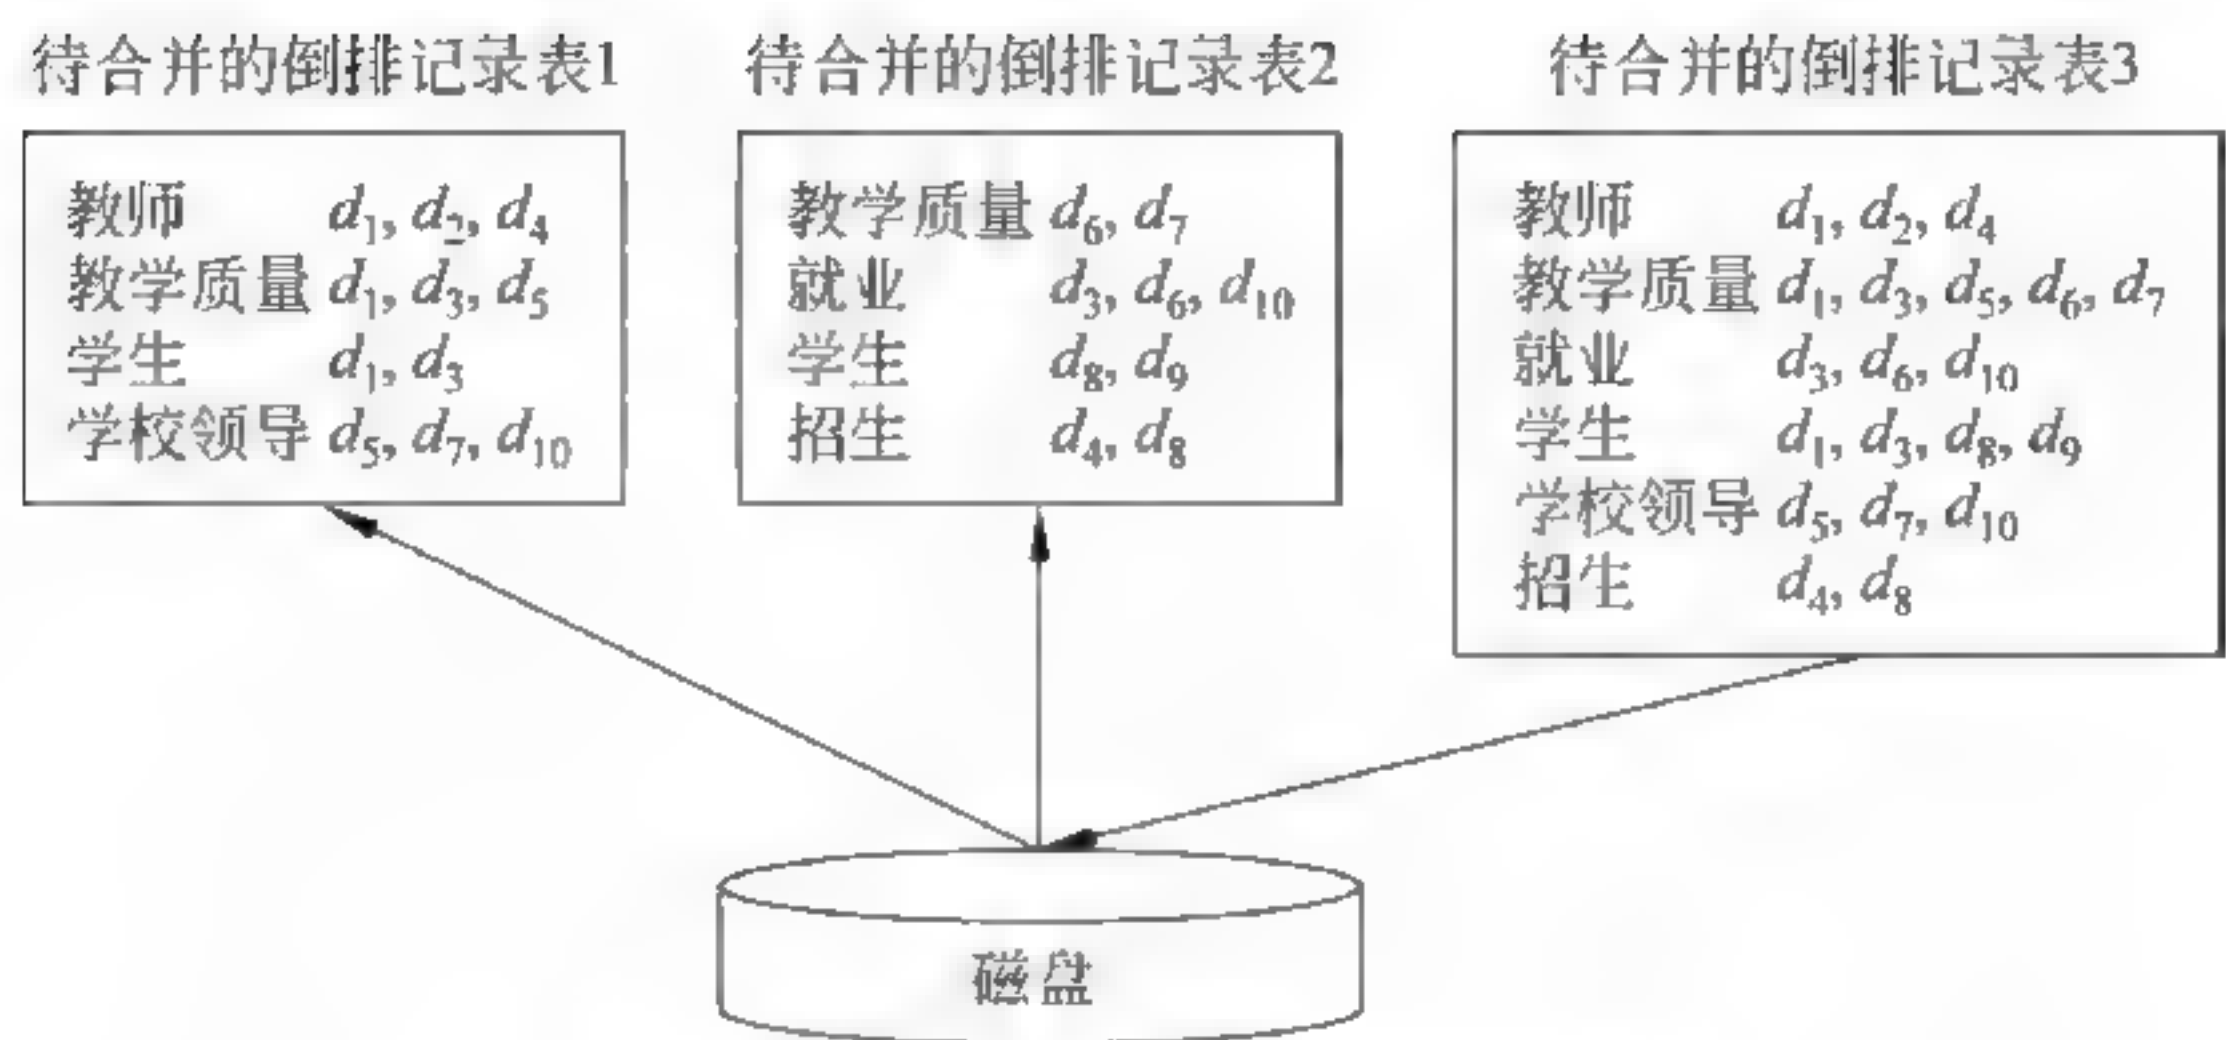 待合并的倒排记录表1
教师 d1, d2, d4
教学质量 d1, d3, d5
学生 d1, d3
学校领导 d5, d7, d10
待合并的倒排记录表2
教学质量 d6, d7
就业 d3, d6, d10
学生 d8, d9
招生 d4, d8
待合并的倒排记录表3
教师 d1, d2, d4
教学质量 d1, d3, d5, d6, d7
就业 d3, d6, d10
学生 d1, d3, d8, d9
学校领导 d5, d7, d10
招生 d4, d8
磁盘